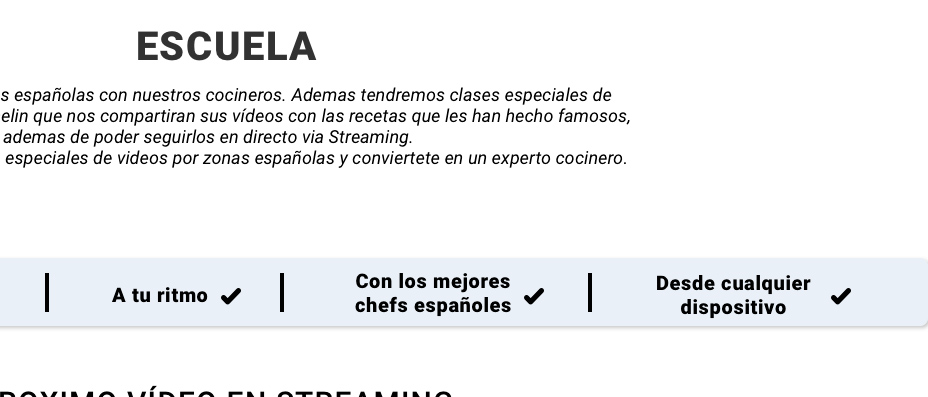 ESCUELA
s españolas con nuestros cocineros. Ademas tendremos clases especiales de
elin que nos compartiran sus vídeos con las recetas que les han hecho famosos,
ademas de poder seguirlos en directo via Streaming.
especiales de videos por zonas españolas y conviertete en un experto cocinero.
A tu ritmo
Con los mejores
chefs españoles
Desde cualquier
dispositivo
ROXIMO VÍDEO EN STREAMING